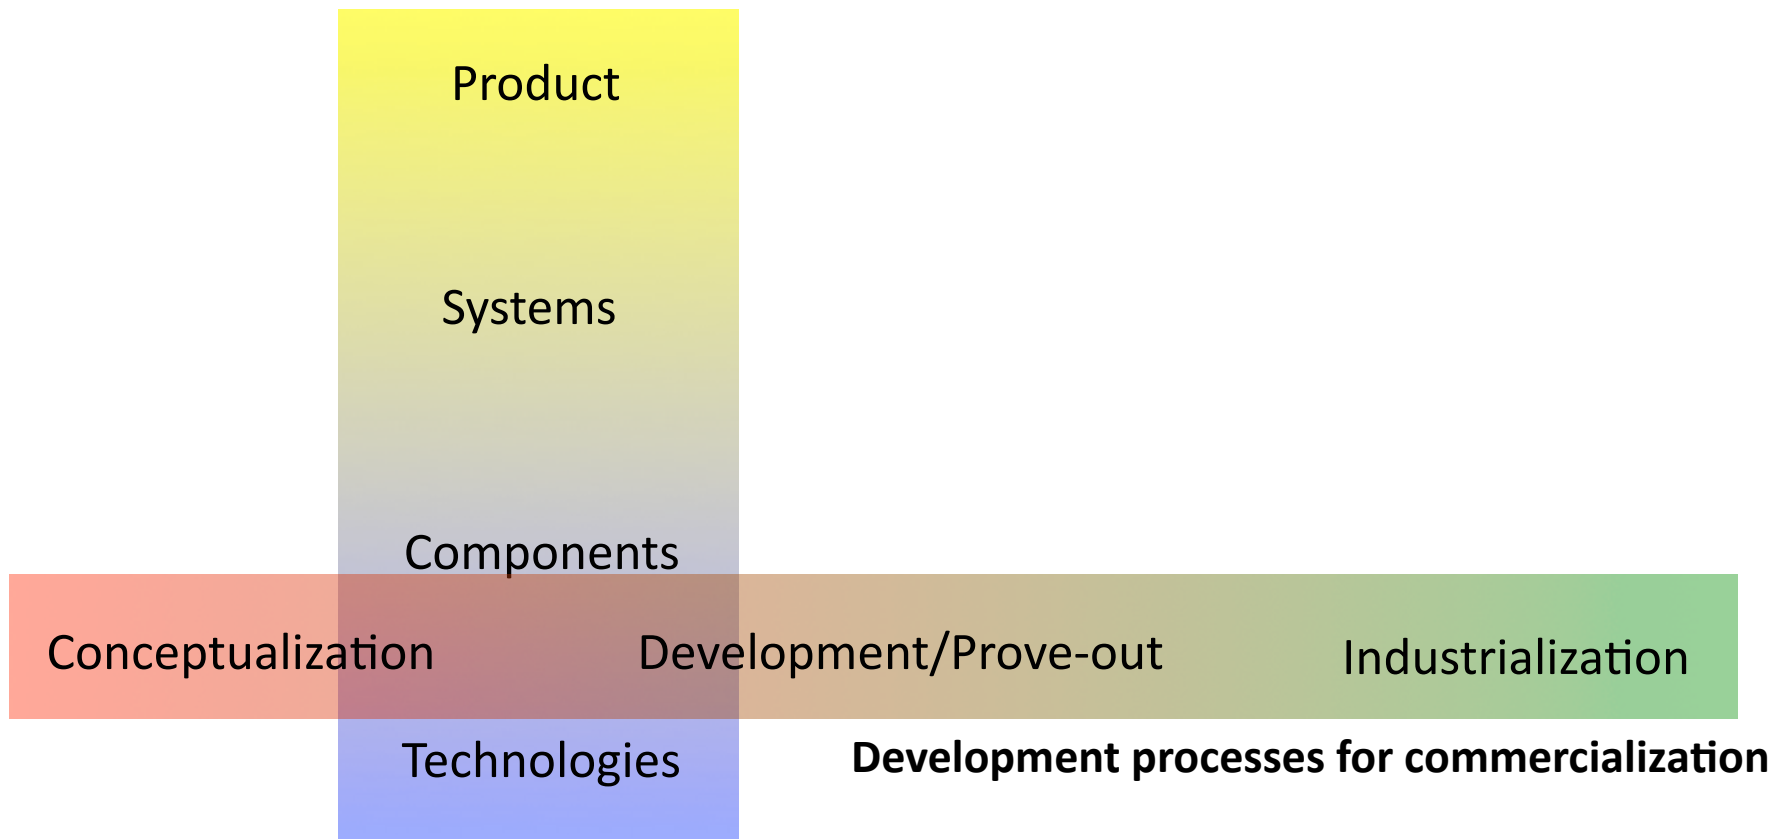 Product
Systems
Components
Conceptualization
Development/Prove-out
Industrialization
Technologies
Development processes for commercialization